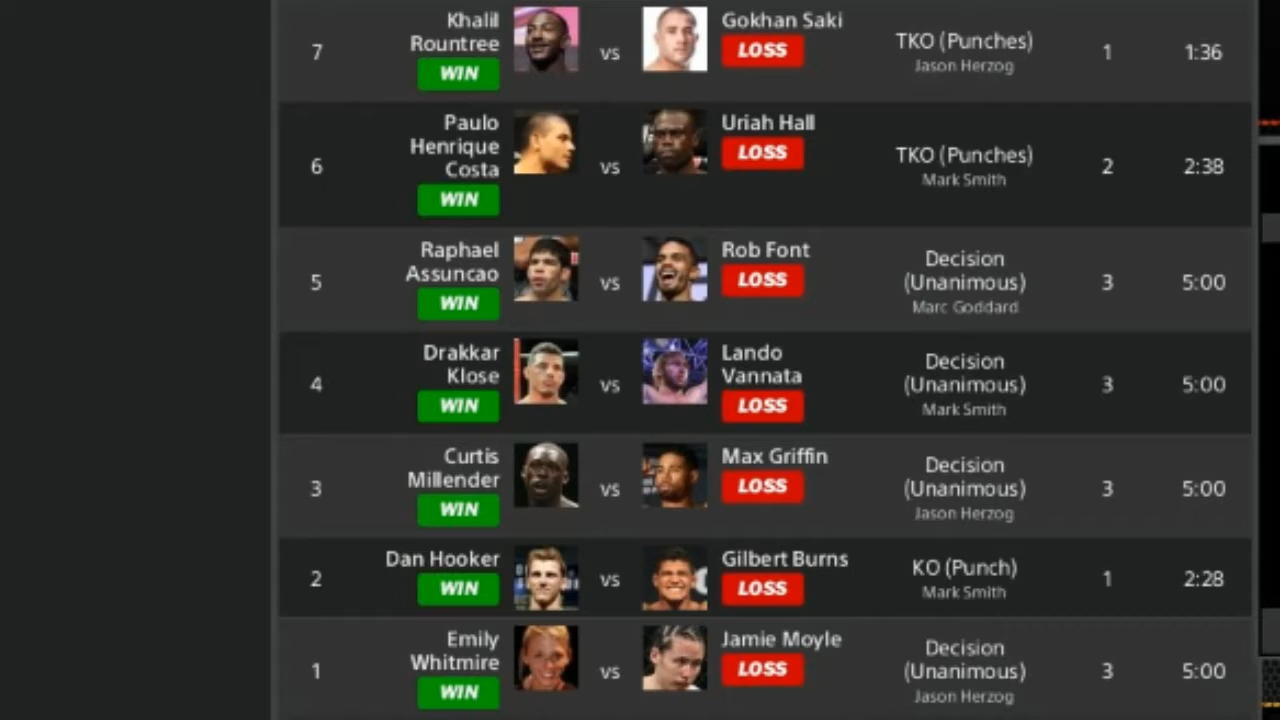 7
Khalil
Rountree
WIN
vs
Gokhan Saki
LOSS
TKO (Punches)
Jason Herzog
1
1:36
6
Paulo
Henrique
Costa
WIN
vs
Uriah Hall
LOSS
TKO (Punches)
Mark Smith
2
2:38
5
Raphael
Assuncao
WIN
vs
Rob Font
LOSS
Decision
(Unanimous)
Marc Goddard
3
5:00
4
Drakkar
Klose
WIN
vs
Lando
Vannata
LOSS
Decision
(Unanimous)
Mark Smith
3
5:00
3
Curtis
Millender
WIN
vs
Max Griffin
LOSS
Decision
(Unanimous)
Jason Herzog
3
5:00
2
Dan Hooker
WIN
vs
Gilbert Burns
LOSS
KO (Punch)
Mark Smith
1
2:28
1
Emily
Whitmire
WIN
vs
Jamie Moyle
LOSS
Decision
(Unanimous)
Jason Herzog
3
5:00